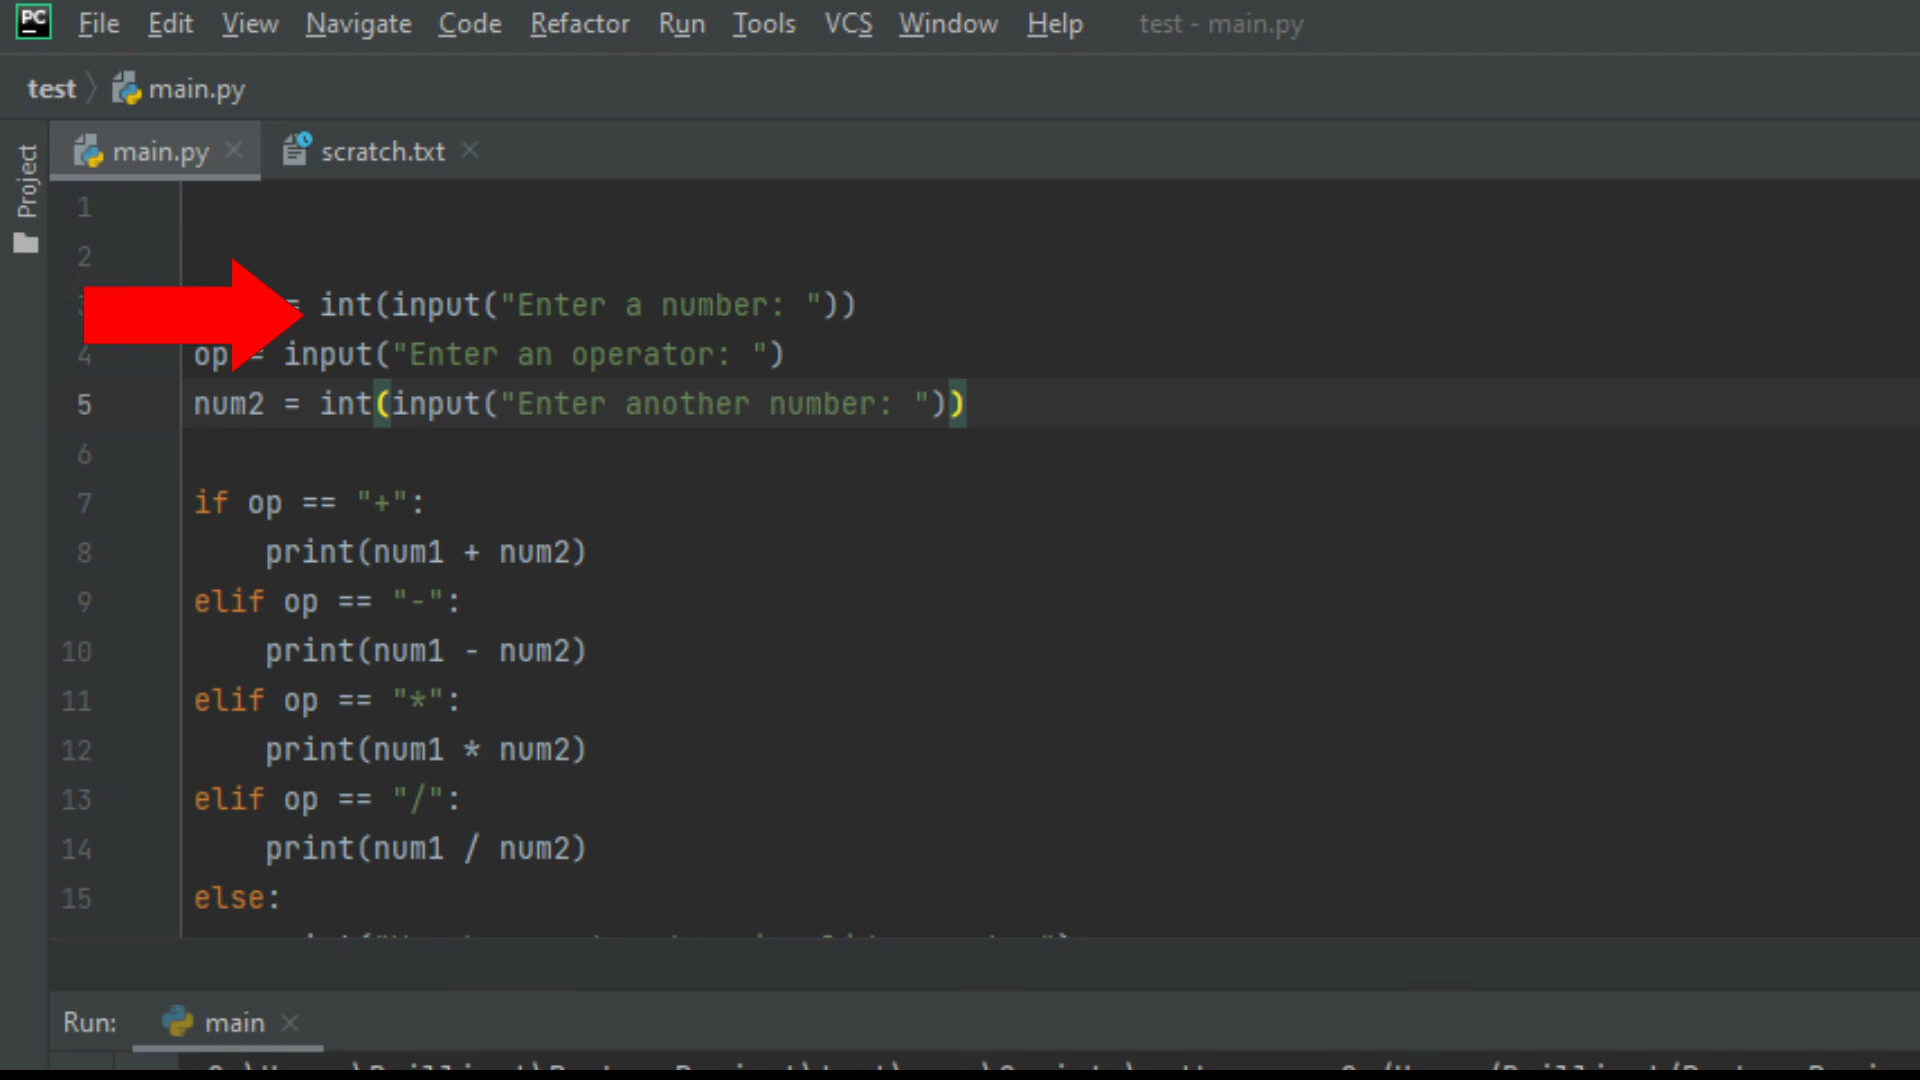 PC File Edit View Navigate Code Refactor Run Tools VCS Window Help test - main.py
test main.py
main.py scratch.txt
Project
1
2
= int(input("Enter a number: "))
4 op = input("Enter an operator: ")
5 num2 = int(input("Enter another number: "))
6
7 if op == "+":
8 print(num1 + num2)
9 elif op == "-":
10 print(num1 - num2)
11 elif op == "*":
12 print(num1 * num2)
13 elif op == "/":
14 print(num1 / num2)
15 else:
Run: main